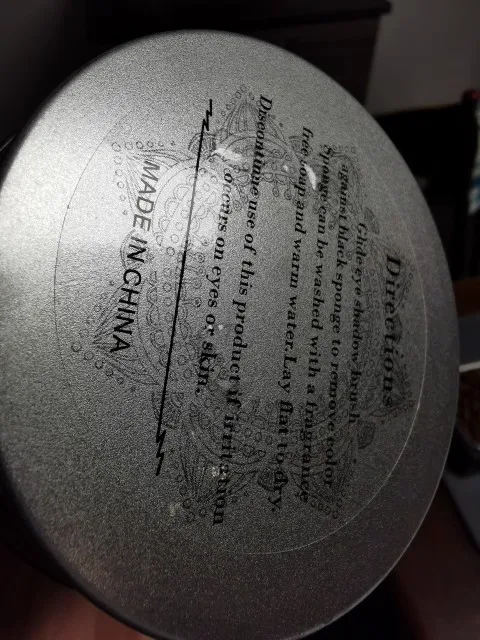 Directions
Glide eye shadow brush
against black sponge to remove color
Sponge can be washed with a fragrance
free soap and warm water.Lay flat to dry.
Discontinue use of this product if irritation
occurs on eyes or skin.
MADE IN CHINA